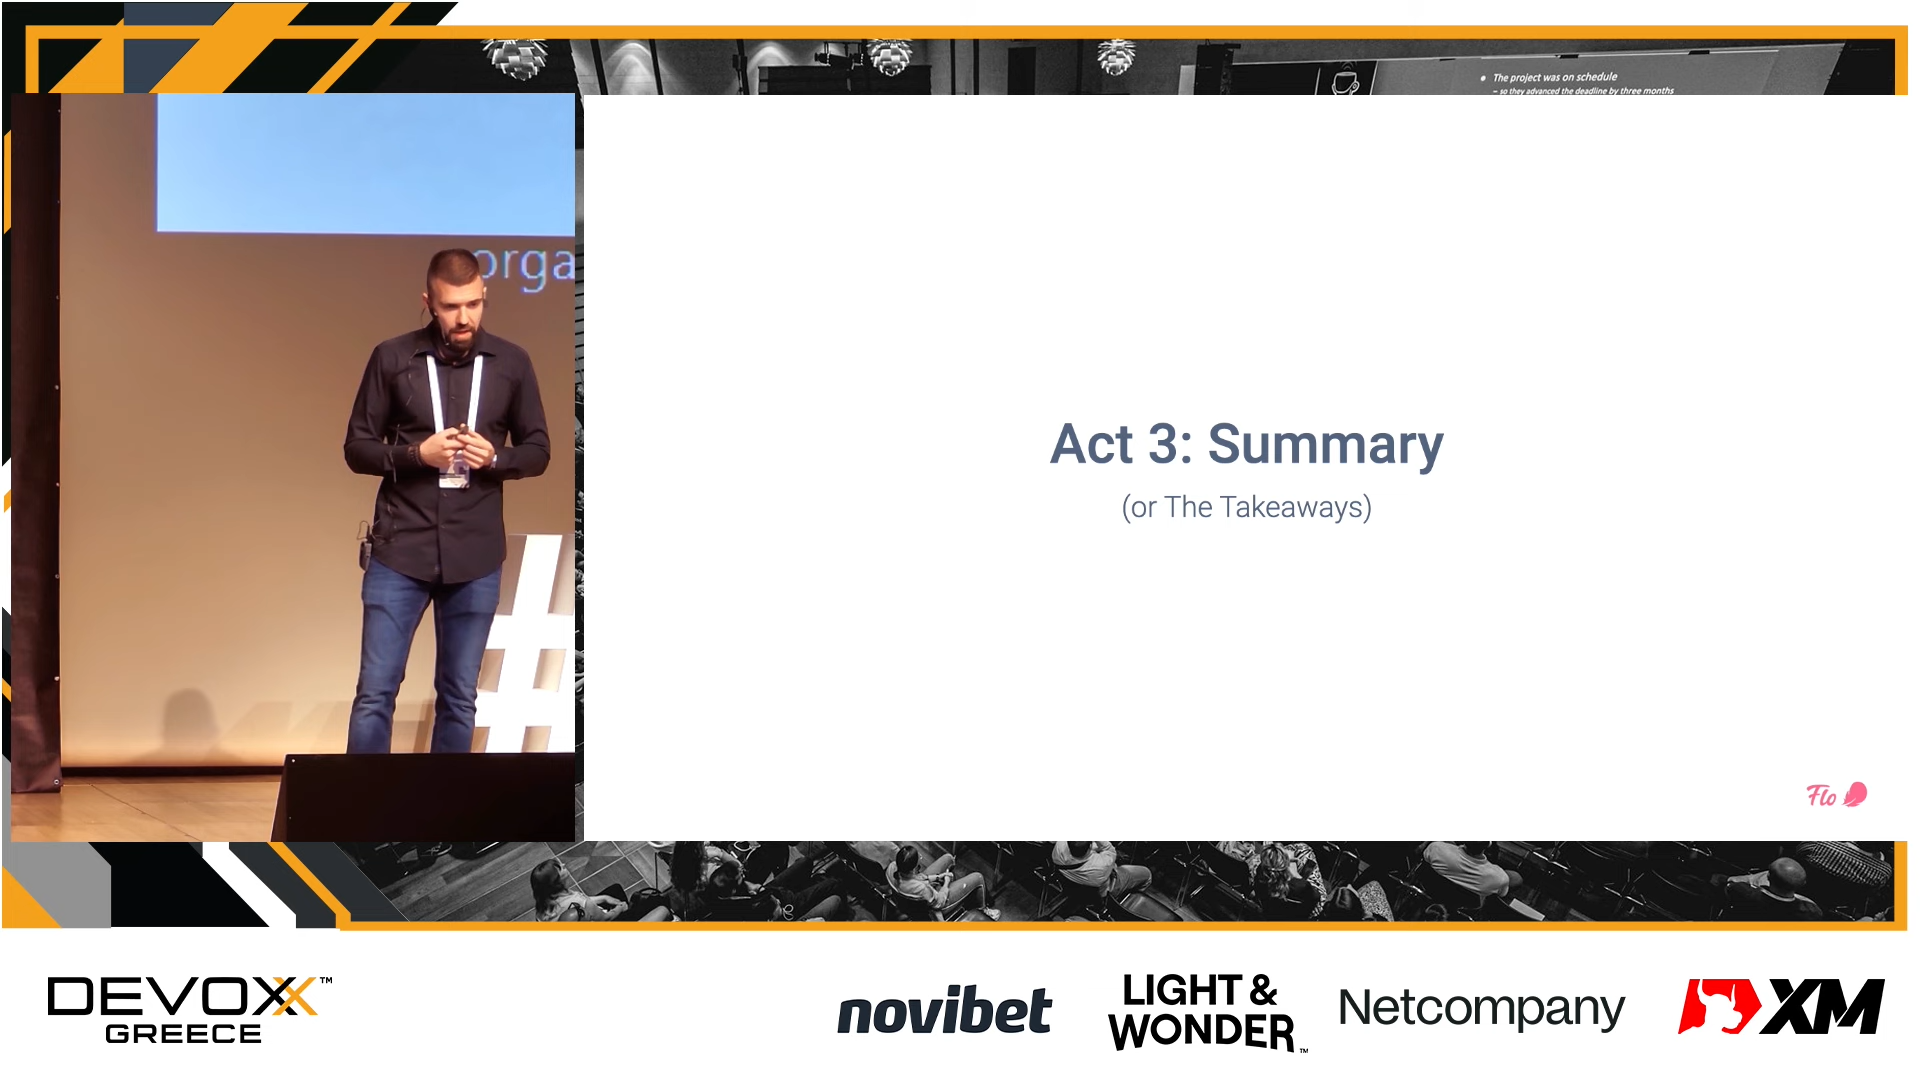 ● The project was on schedule
– so they advanced the deadline by three months
orga
#
Act 3: Summary
(or The Takeaways)
Flo
DEVOXX™
GREECE
novibet
LIGHT &
WONDER™
Netcompany
XM